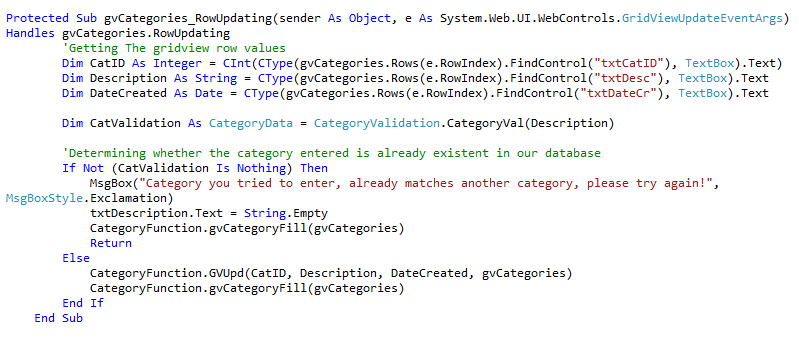 Protected Sub gvCategories_RowUpdating(sender As Object, e As System.Web.UI.WebControls.GridViewUpdateEventArgs)
Handles gvCategories.RowUpdating
'Getting The gridview row values
Dim CatID As Integer = CInt(CType(gvCategories.Rows(e.RowIndex).FindControl("txtCatID"), TextBox).Text)
Dim Description As String = CType(gvCategories.Rows(e.RowIndex).FindControl("txtDesc"), TextBox).Text
Dim DateCreated As Date = CType(gvCategories.Rows(e.RowIndex).FindControl("txtDateCr"), TextBox).Text
Dim CatValidation As CategoryData = CategoryValidation.CategoryVal(Description)
'Determining whether the category entered is already existent in our database
If Not (CatValidation Is Nothing) Then
MsgBox("Category you tried to enter, already matches another category, please try again!",
MsgBoxStyle.Exclamation)
txtDescription.Text = String.Empty
CategoryFunction.gvCategoryFill(gvCategories)
Return
Else
CategoryFunction.GVUpd(CatID, Description, DateCreated, gvCategories)
CategoryFunction.gvCategoryFill(gvCategories)
End If
End Sub